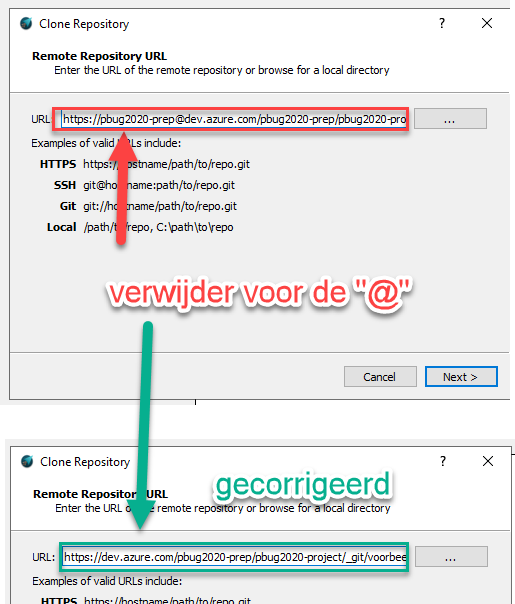 Clone Repository ? ×
Remote Repository URL
Enter the URL of the remote repository or browse for a local directory
URL: https://pbug2020-prep@dev.azure.com/pbug2020-prep/pbug2020-pro ...
Examples of valid URLs include:
HTTPS https://hostname/path/to/repo.git
SSH git@hostname:path/to/repo.git
Git git://hostname/path/to/repo.git
Local /path/to/repo, C:\path\to\repo
verwijder voor de "@"
Cancel Next >
Clone Repository ? ×
gecorrigeerd
Remote Repository URL
Enter the URL of the remote repository or browse for a local directory
URL: https://dev.azure.com/pbug2020-prep/pbug2020-project/_git/voorbee ...
Examples of valid URLs include:
HTTPS https://hostname/path/to/repo.git